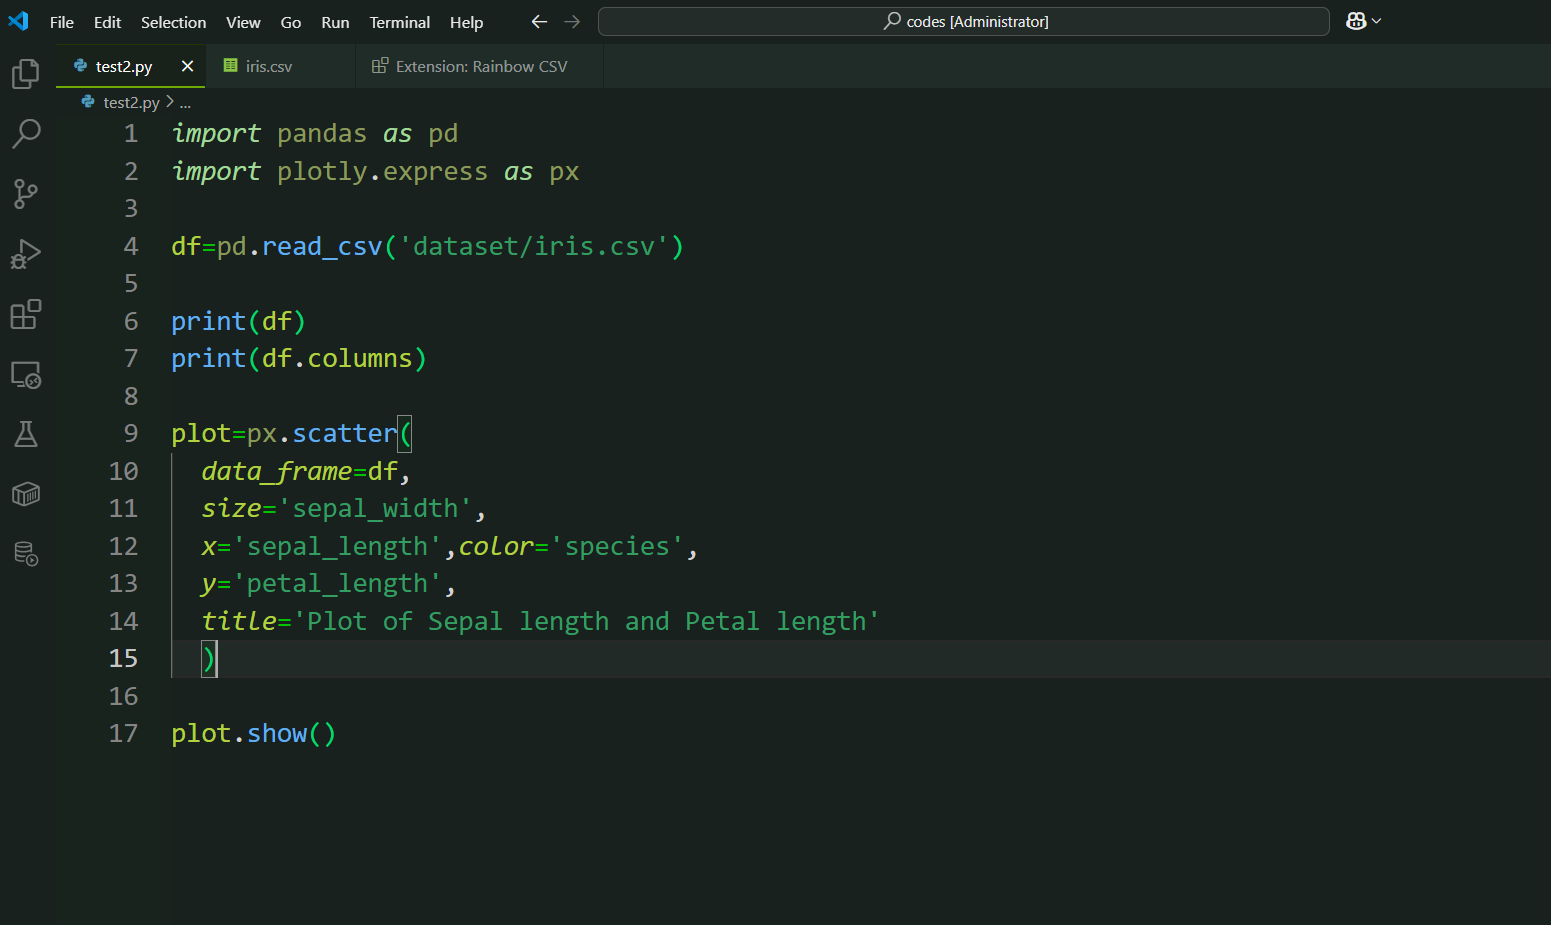 File Edit Selection View Go Run Terminal Help codes [Administrator]
test2.py iris.csv Extension: Rainbow CSV
test2.py > ...
1 import pandas as pd
2 import plotly.express as px
3
4 df=pd.read_csv('dataset/iris.csv')
5
6 print(df)
7 print(df.columns)
8
9 plot=px.scatter(
10 data_frame=df,
11 size='sepal_width',
12 x='sepal_length',color='species',
13 y='petal_length',
14 title='Plot of Sepal length and Petal length'
15 )
16
17 plot.show()